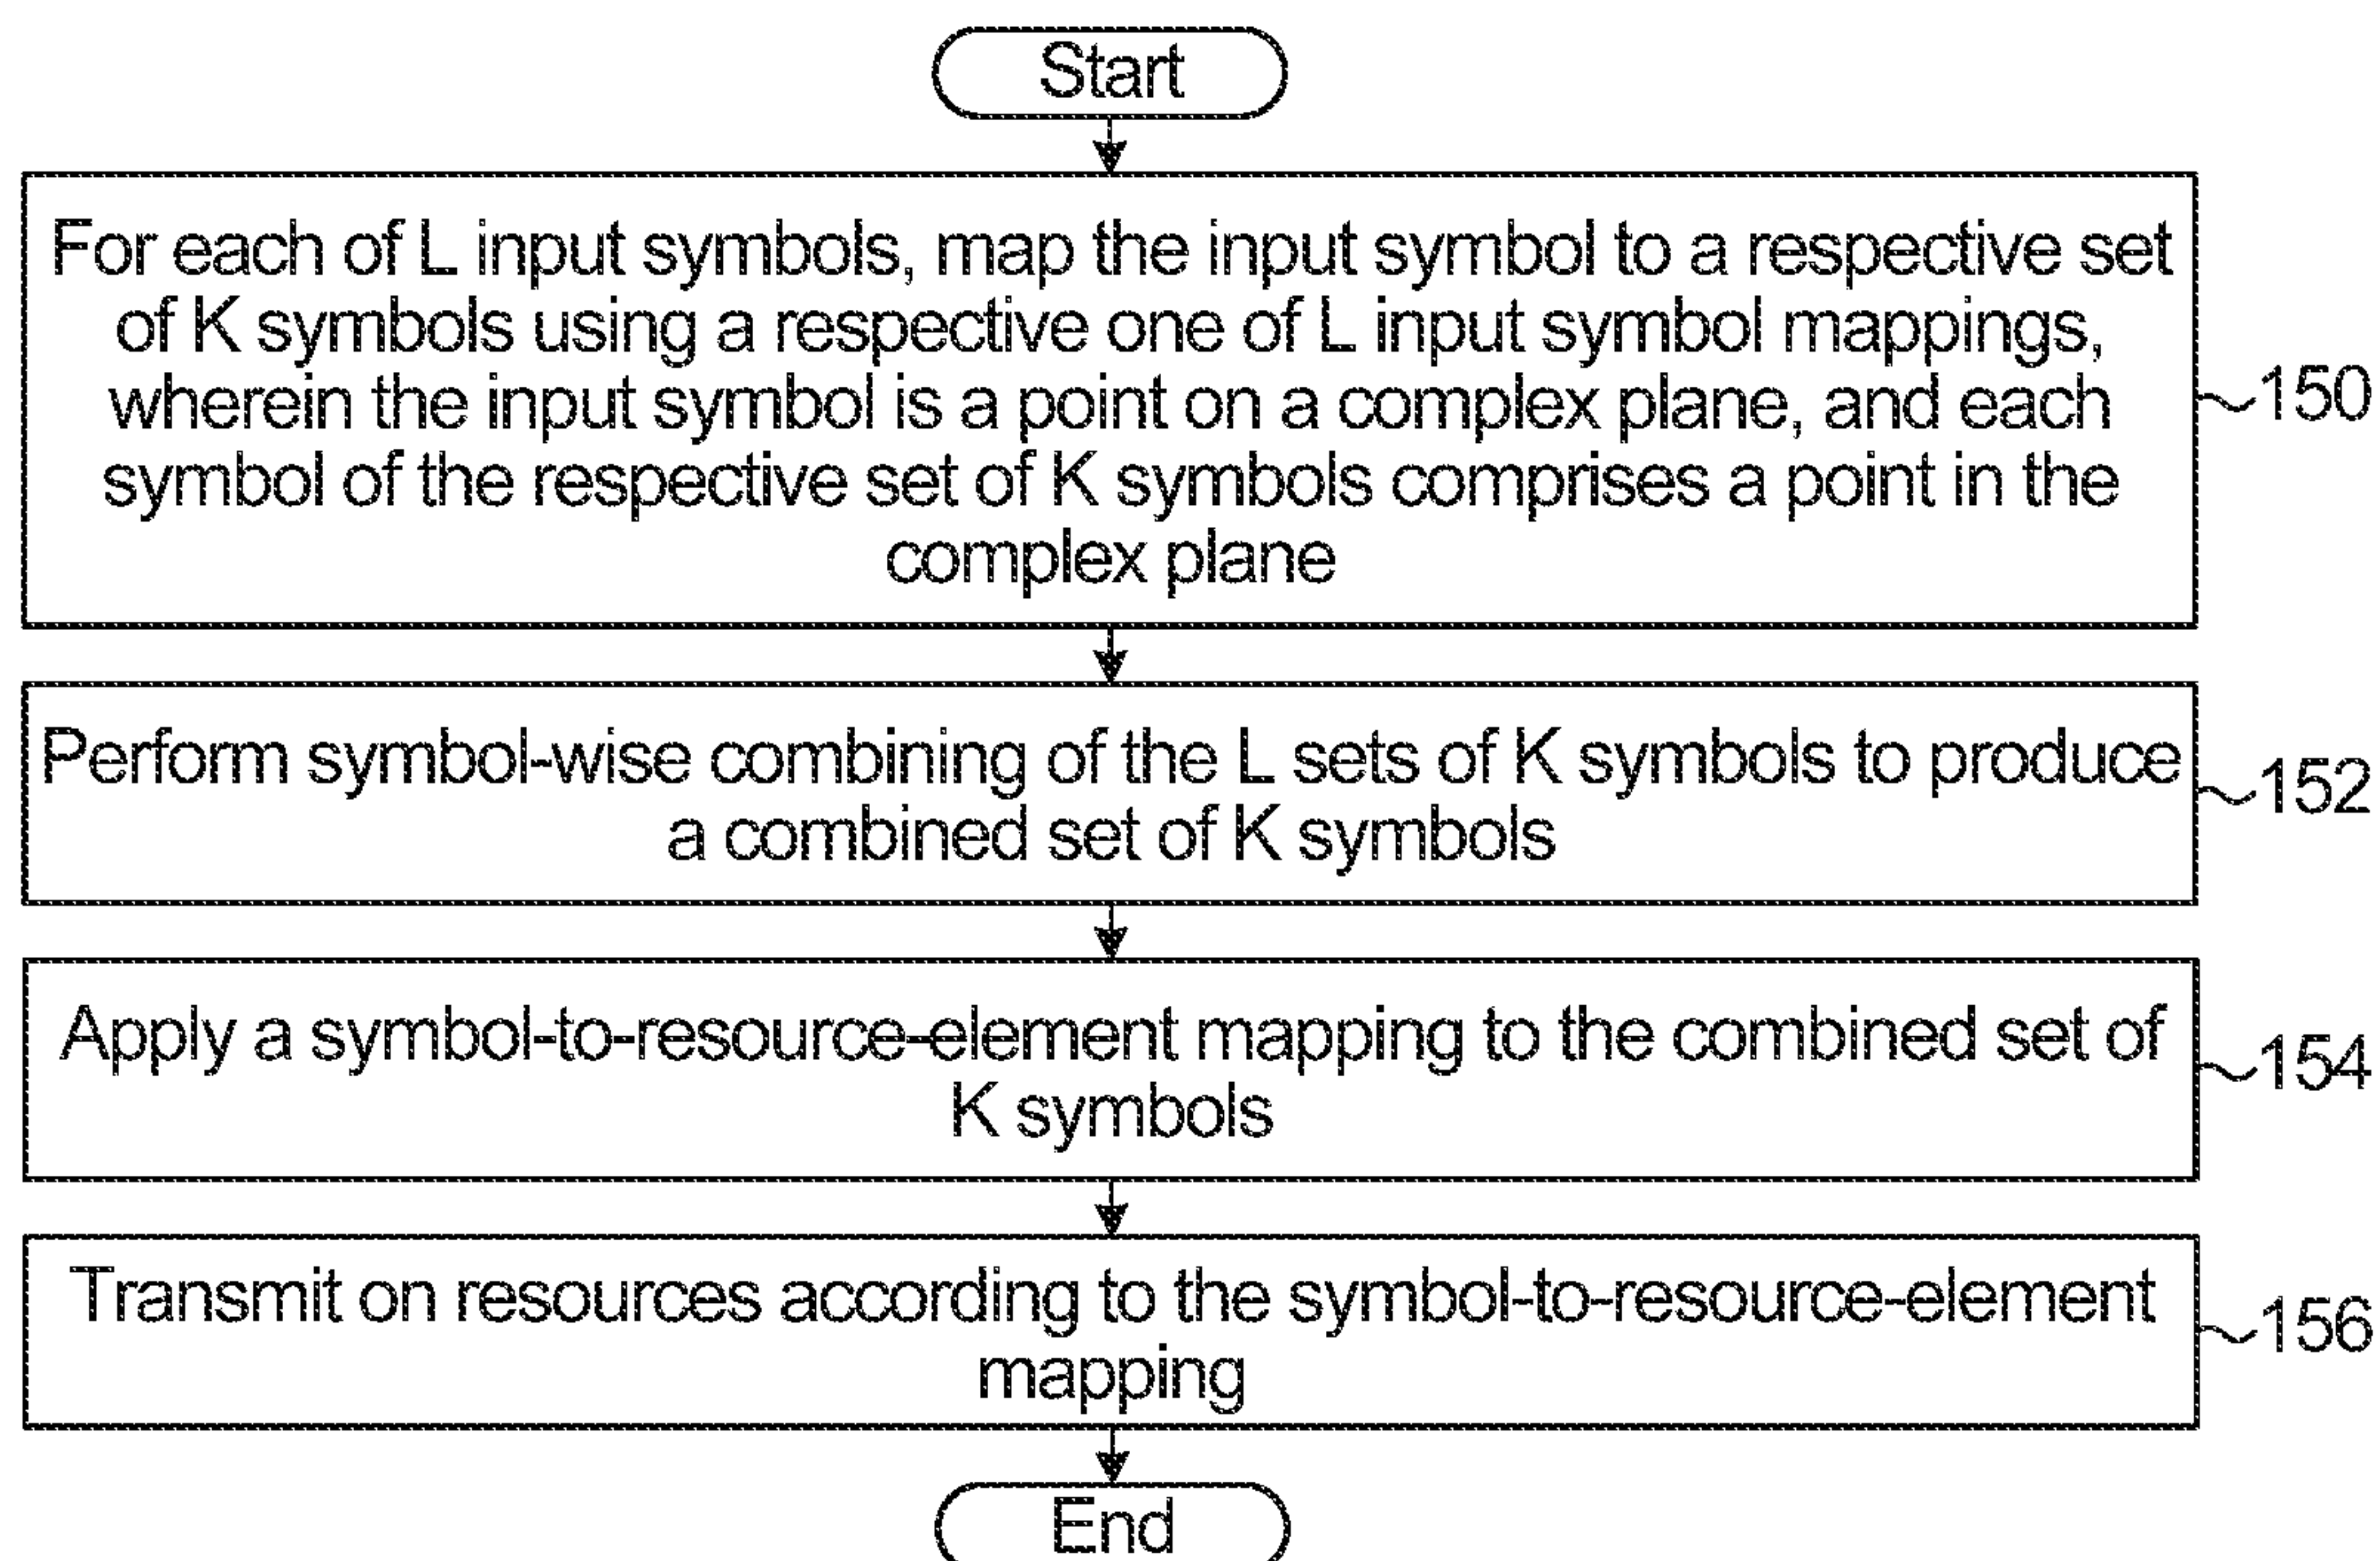 Start
For each of L input symbols, map the input symbol to a respective set
of K symbols using a respective one of L input symbol mappings,
wherein the input symbol is a point on a complex plane, and each
symbol of the respective set of K symbols comprises a point in the
complex plane
150
Perform symbol-wise combining of the L sets of K symbols to produce
a combined set of K symbols
152
Apply a symbol-to-resource-element mapping to the combined set of
K symbols
154
Transmit on resources according to the symbol-to-resource-element
mapping
156
End